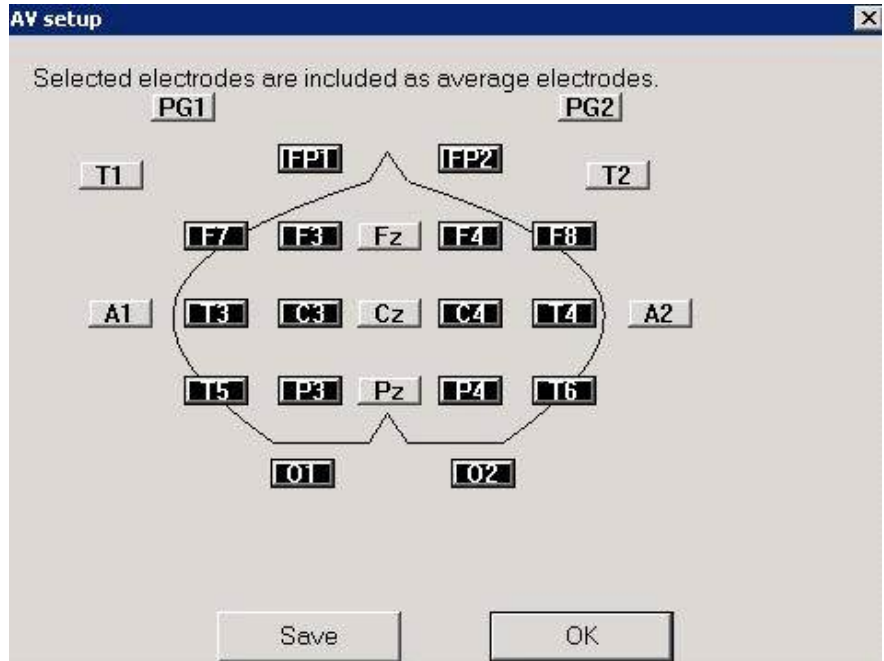 AV setup
Selected electrodes are included as average electrodes.
PG1 PG2
FP1 FP2
T1 T2
F7 F3 Fz F4 F8
A1 T3 C3 Cz C4 T4 A2
T5 P3 Pz P4 T6
O1 O2
Save OK